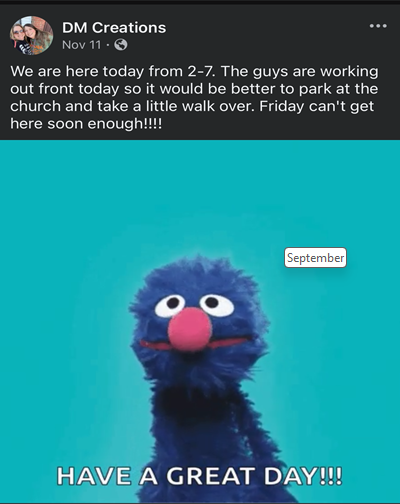 DM Creations
Nov 11 ·
We are here today from 2-7. The guys are working
out front today so it would be better to park at the
church and take a little walk over. Friday can't get
here soon enough!!!!
September
HAVE A GREAT DAY!!!